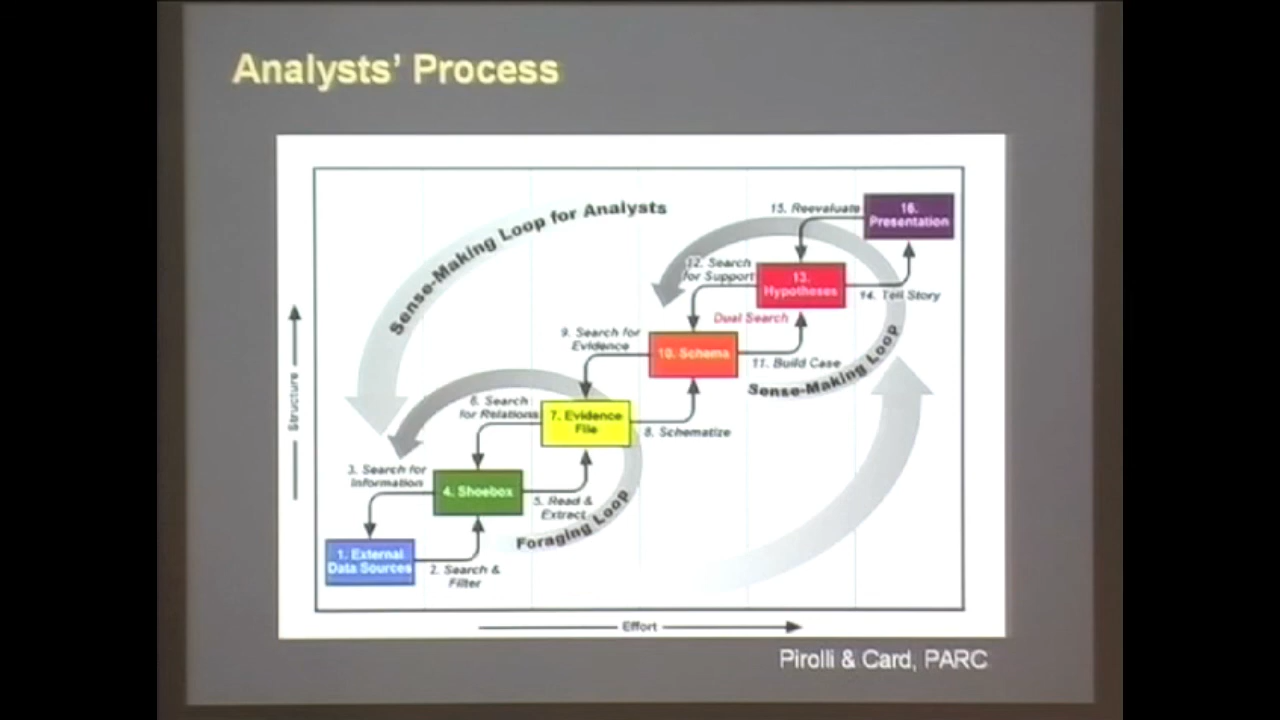 Analysts' Process
Sense-Making Loop for Analysts
15. Reevaluate
16.
Presentation
12. Search
for Support
13.
Hypotheses
14. Tell Story
Dual Search
9. Search for
Evidence
10. Schema
11. Build Case
Sense-Making Loop
6. Search
for Relations
7. Evidence
File
8. Schematize
3. Search for
Information
4. Shoebox
5. Read &
Extract
Foraging Loop
1. External
Data Sources
2. Search &
Filter
Structure
Effort
Pirolli & Card, PARC